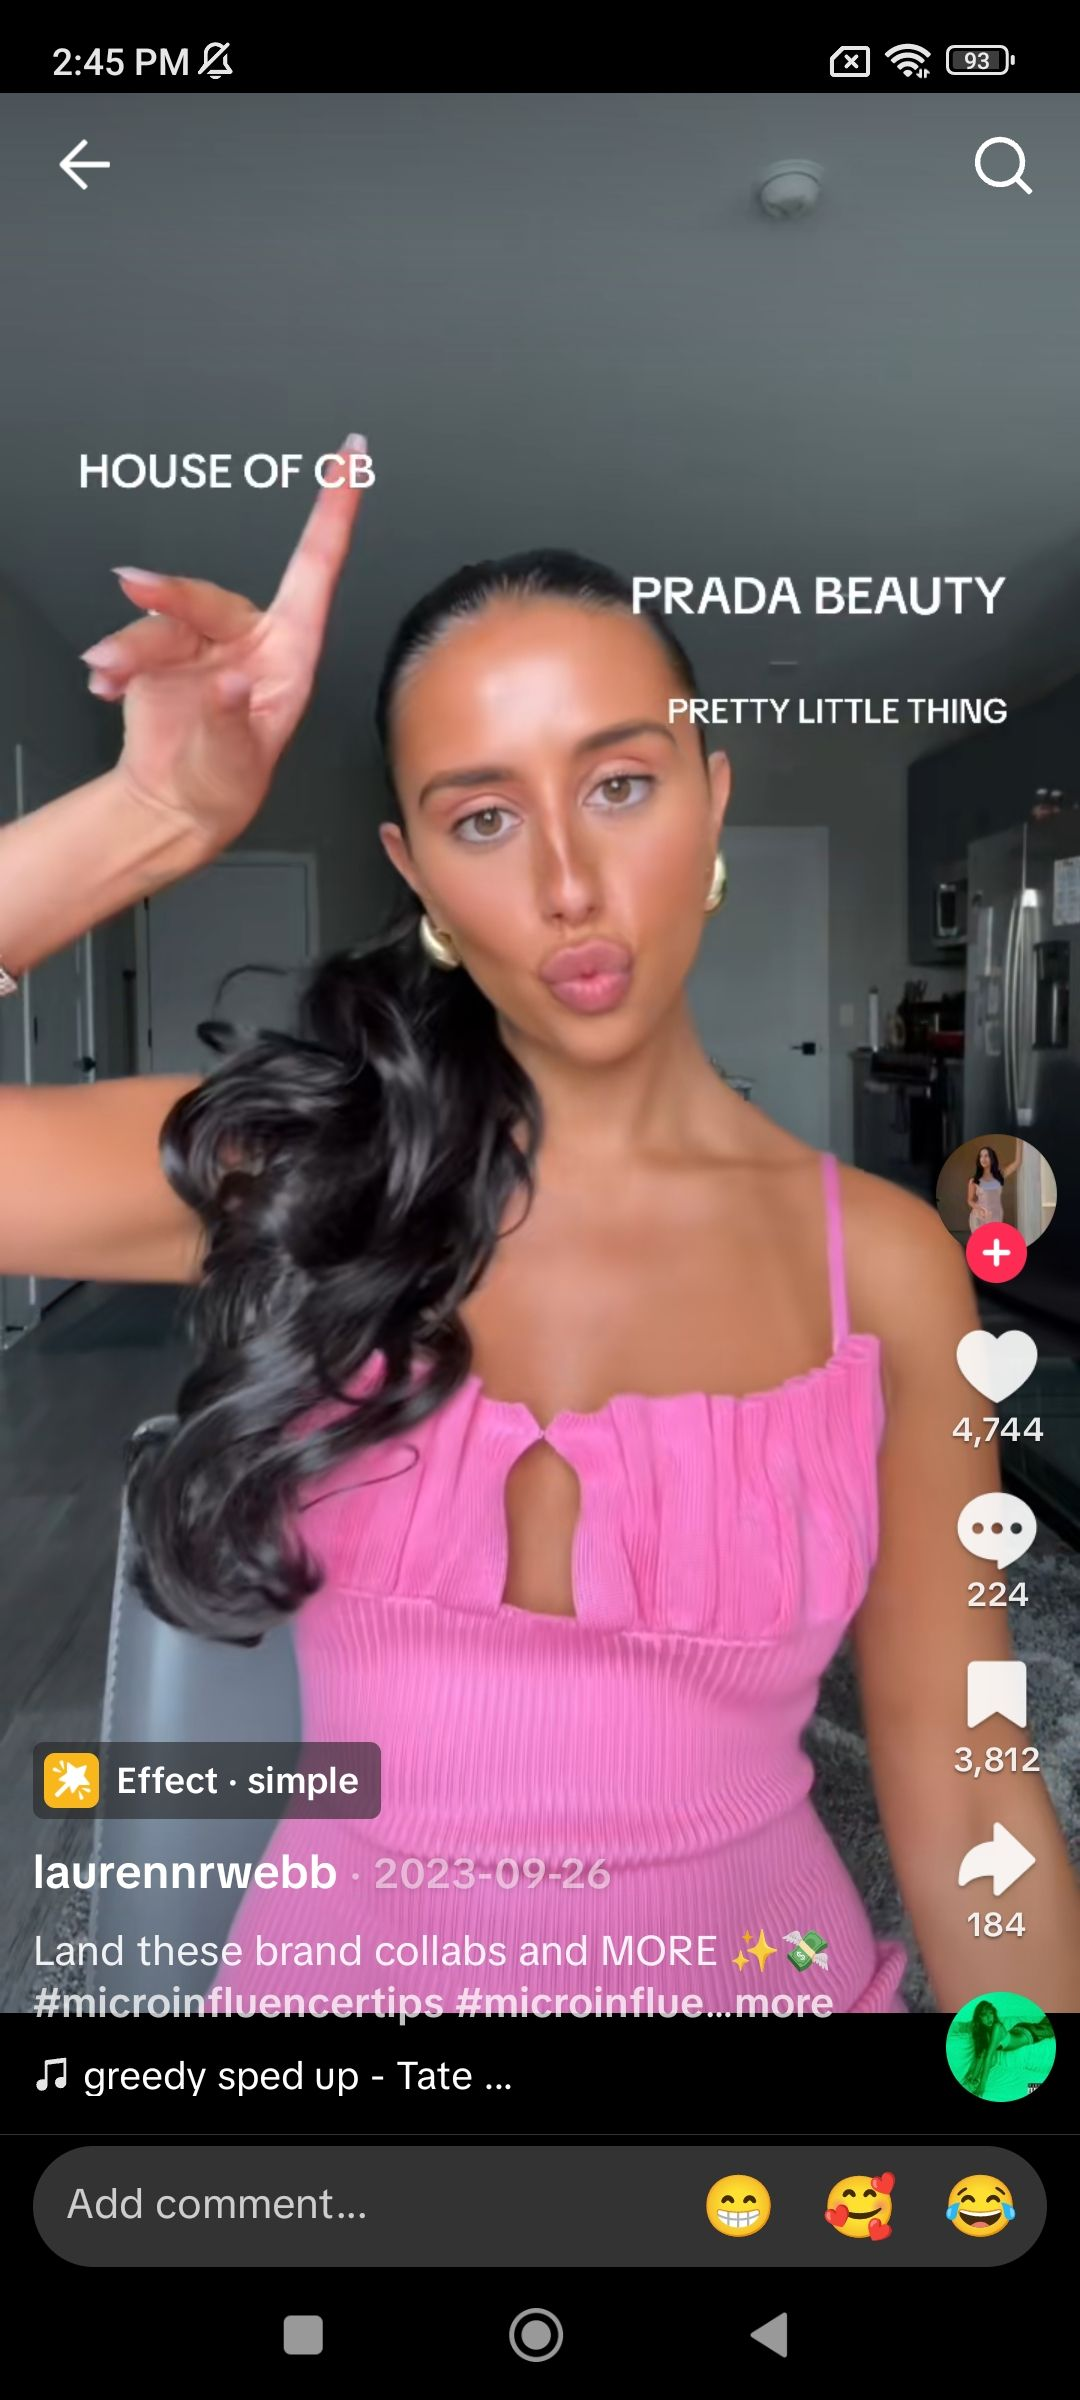 2:45 PM
93
HOUSE OF CB
PRADA BEAUTY
PRETTY LITTLE THING
4,744
224
3,812
184
Effect · simple
laurennrwebb · 2023-09-26
Land these brand collabs and MORE ✨💸
#microinfluencertips #microinflue...more
greedy sped up - Tate ...
Add comment...